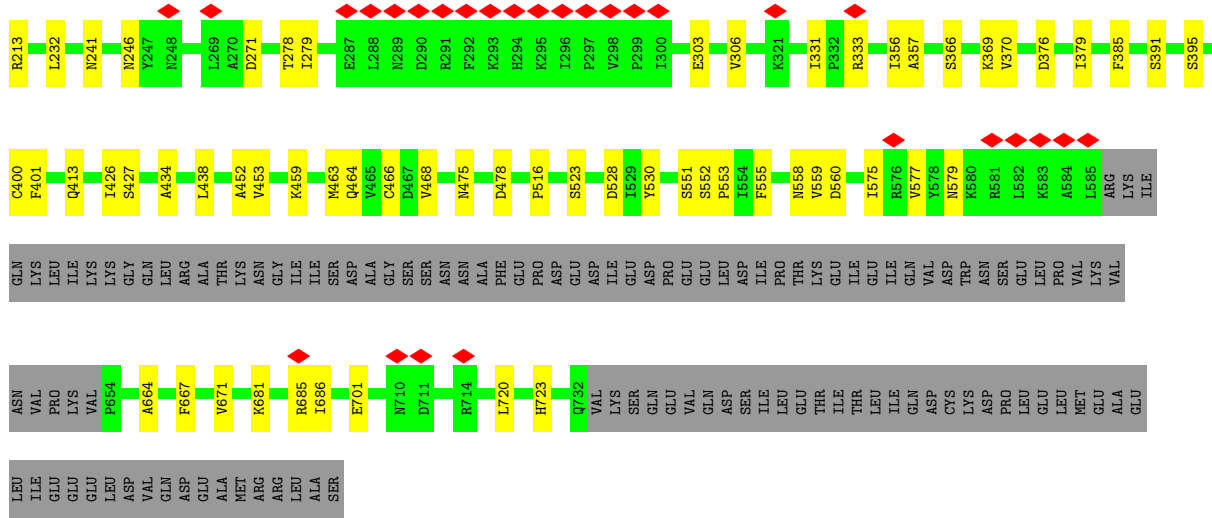 R213 L232 N241 N246 Y247 N248 L269 A270 D271 T278 I279 E287 L288 N289 D290 R291 F292 K293 H294 K295 I296 P297 V298 P299 I300 E303 V306 K321 I331 P332 R333 I356 A357 S366 K369 V370 D376 I379 F385 S391 S395
C400 F401 Q413 I426 S427 A434 L438 A452 V453 K459 M463 Q464 V465 C466 D467 V468 N475 D478 P516 S523 D528 I529 Y530 S551 S552 P553 I554 F555 N558 V559 D560 I575 R576 V577 Y578 N579 K580 R581 L582 K583 A584 L585 ARG LYS ILE
GLN LYS LEU ILE LYS LYS GLY GLN LEU ARG ALA THR LYS ASN GLY ILE ILE SER ASP ALA GLY SER SER ASN ASN ALA PHE GLU PRO ASP GLU ASP ILE GLU ASP PRO GLU GLU LEU ASP ILE PRO THR LYS GLU ILE GLU ILE GLN VAL ASP TRP ASN SER GLU LEU PRO VAL LYS VAL
ASN VAL PRO LYS VAL P654 A664 F667 V671 K681 R685 I686 E701 N710 D711 R714 L720 H723 Q732 VAL LYS SER GLN GLU VAL GLN ASP SER ILE LEU GLU THR ILE THR LEU ILE GLN ASP CYS LYS ASP PRO LEU GLU LEU MET GLU ALA GLU
LEU ILE GLU GLU GLU LEU ASP VAL GLN ASP GLU ALA MET ARG ARG LEU ALA SER